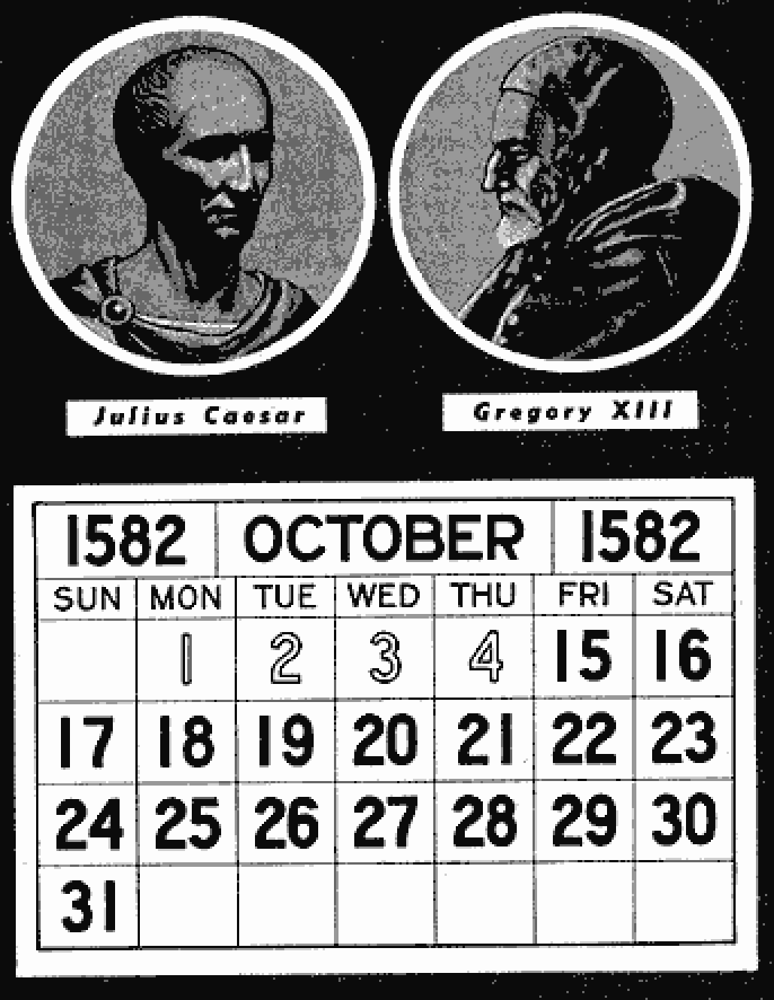 Julius Caesar
Gregory XIII
1582 OCTOBER 1582
SUN MON TUE WED THU FRI SAT
1 2 3 4 15 16
17 18 19 20 21 22 23
24 25 26 27 28 29 30
31